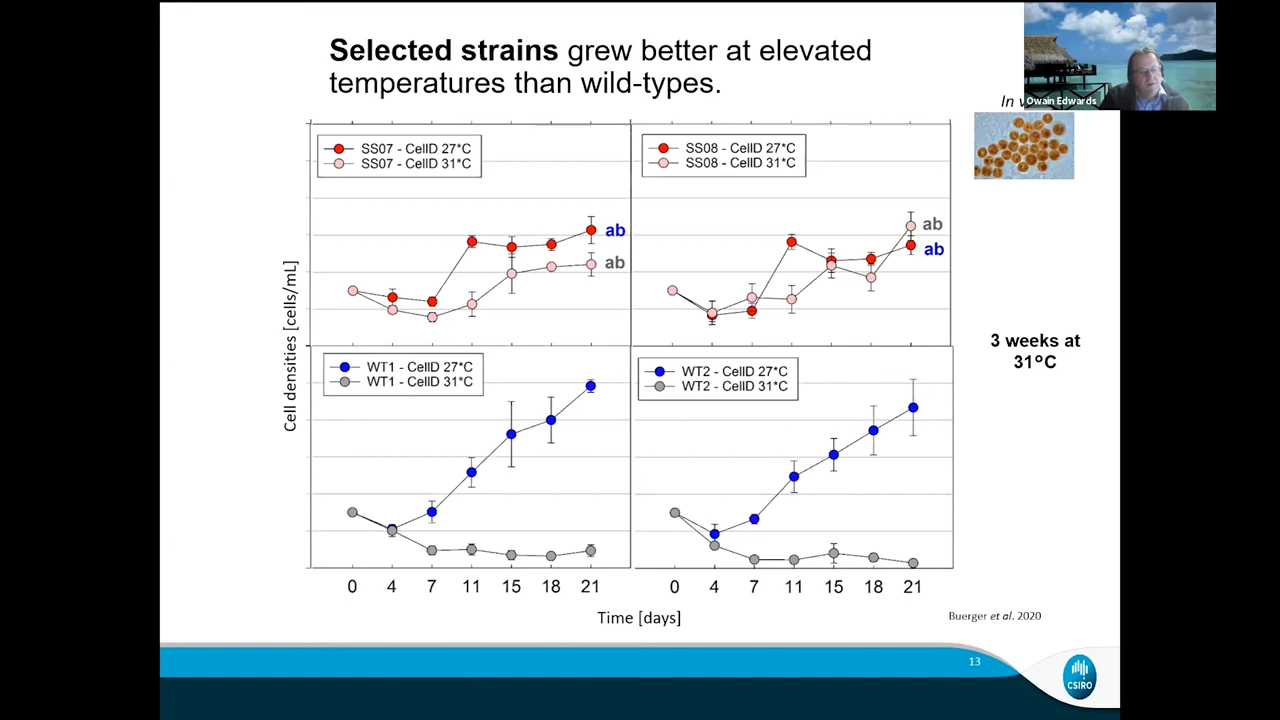 Selected strains grew better at elevated
temperatures than wild-types.
Owain Edwards
In
SS07 - CellD 27*C
SS07 - CellD 31*C
ab
ab
SS08 - CellD 27*C
SS08 - CellD 31*C
ab
ab
Cell densities [cells/mL]
WT1 - CellD 27*C
WT1 - CellD 31*C
WT2 - CellD 27*C
WT2 - CellD 31*C
3 weeks at
31°C
0 4 7 11 15 18 21 0 4 7 11 15 18 21
Time [days]
Buerger et al. 2020
13
CSIRO